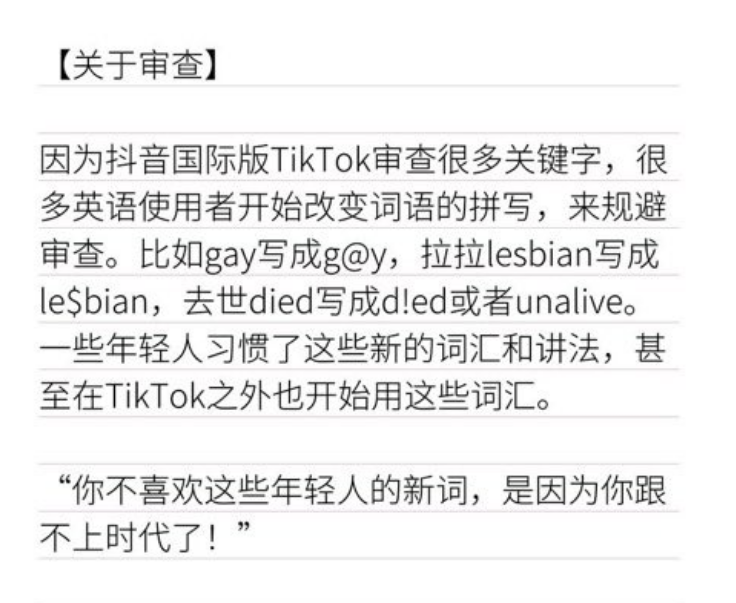 【关于审查】
因为抖音国际版TikTok审查很多关键字，很
多英语使用者开始改变词语的拼写，来规避
审查。比如gay写成g@y，拉拉lesbian写成
le$bian，去世died写成d!ed或者unalive。
一些年轻人习惯了这些新的词汇和讲法，甚
至在TikTok之外也开始用这些词汇。
“你不喜欢这些年轻人的新词，是因为你跟
不上时代了！”